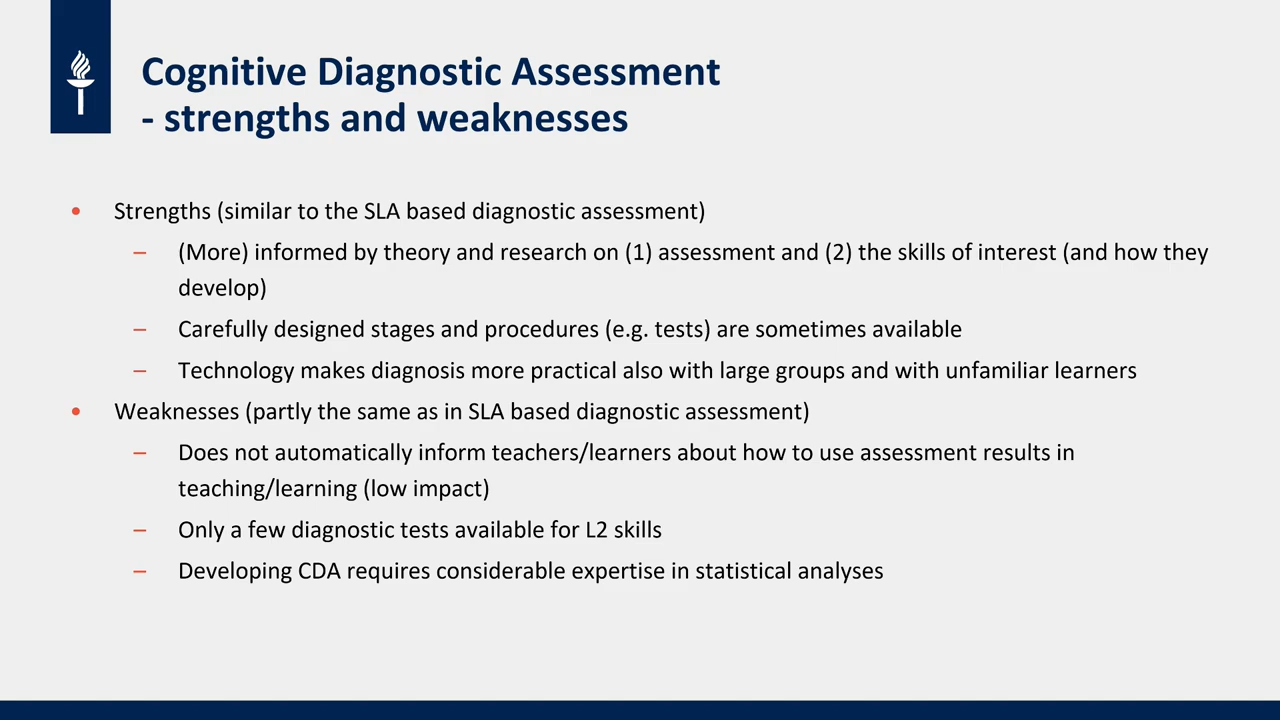 Cognitive Diagnostic Assessment
- strengths and weaknesses
• Strengths (similar to the SLA based diagnostic assessment)
– (More) informed by theory and research on (1) assessment and (2) the skills of interest (and how they
develop)
– Carefully designed stages and procedures (e.g. tests) are sometimes available
– Technology makes diagnosis more practical also with large groups and with unfamiliar learners
• Weaknesses (partly the same as in SLA based diagnostic assessment)
– Does not automatically inform teachers/learners about how to use assessment results in
teaching/learning (low impact)
– Only a few diagnostic tests available for L2 skills
– Developing CDA requires considerable expertise in statistical analyses